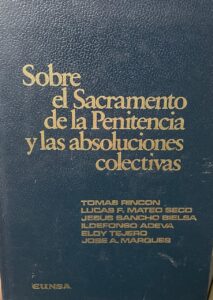 Sobre
el Sacramento
de la Penitencia
y las absoluciones
colectivas
TOMAS RINCON
LUCAS F. MATEO SECO
JESUS SANCHO BIELSA
ILDEFONSO ADEVA
ELOY TEJERO
JOSE A. MARQUES
EUNSA